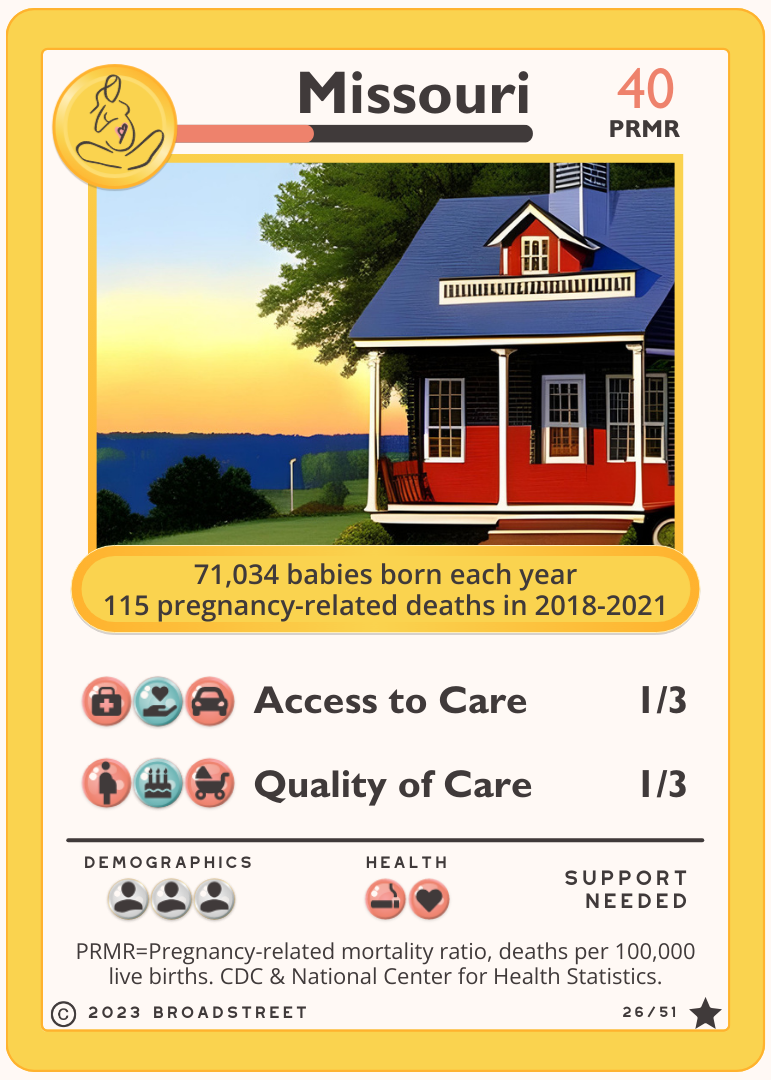 Missouri
40
PRMR
71,034 babies born each year
115 pregnancy-related deaths in 2018-2021
Access to Care 1/3
Quality of Care 1/3
DEMOGRAPHICS
HEALTH
SUPPORT
NEEDED
PRMR=Pregnancy-related mortality ratio, deaths per 100,000
live births. CDC & National Center for Health Statistics.
© 2023 BROADSTREET
26/51